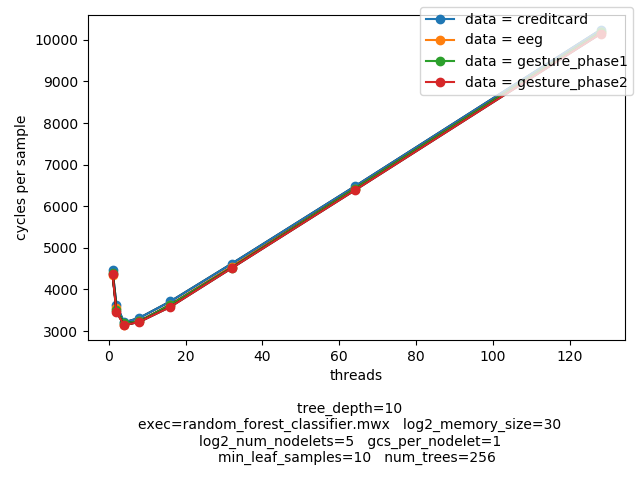 data = creditcard
data = eeg
data = gesture_phase1
data = gesture_phase2
cycles per sample
10000
9000
8000
7000
6000
5000
4000
3000
0 20 40 60 80 100 120
threads
tree_depth=10
exec=random_forest_classifier.mwx log2_memory_size=30
log2_num_nodelets=5 gcs_per_nodelet=1
min_leaf_samples=10 num_trees=256